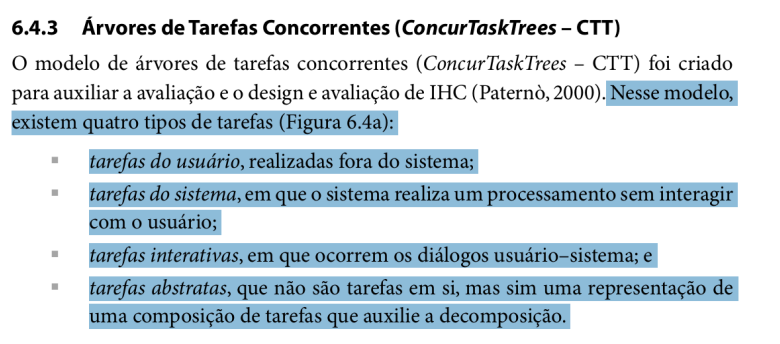 6.4.3 Árvores de Tarefas Concorrentes (ConcurTaskTrees – CTT)
O modelo de árvores de tarefas concorrentes (ConcurTaskTrees – CTT) foi criado
para auxiliar a avaliação e o design e avaliação de IHC (Paternò, 2000). Nesse modelo,
existem quatro tipos de tarefas (Figura 6.4a):
▪ tarefas do usuário, realizadas fora do sistema;
▪ tarefas do sistema, em que o sistema realiza um processamento sem interagir
com o usuário;
▪ tarefas interativas, em que ocorrem os diálogos usuário–sistema; e
▪ tarefas abstratas, que não são tarefas em si, mas sim uma representação de
uma composição de tarefas que auxilie a decomposição.